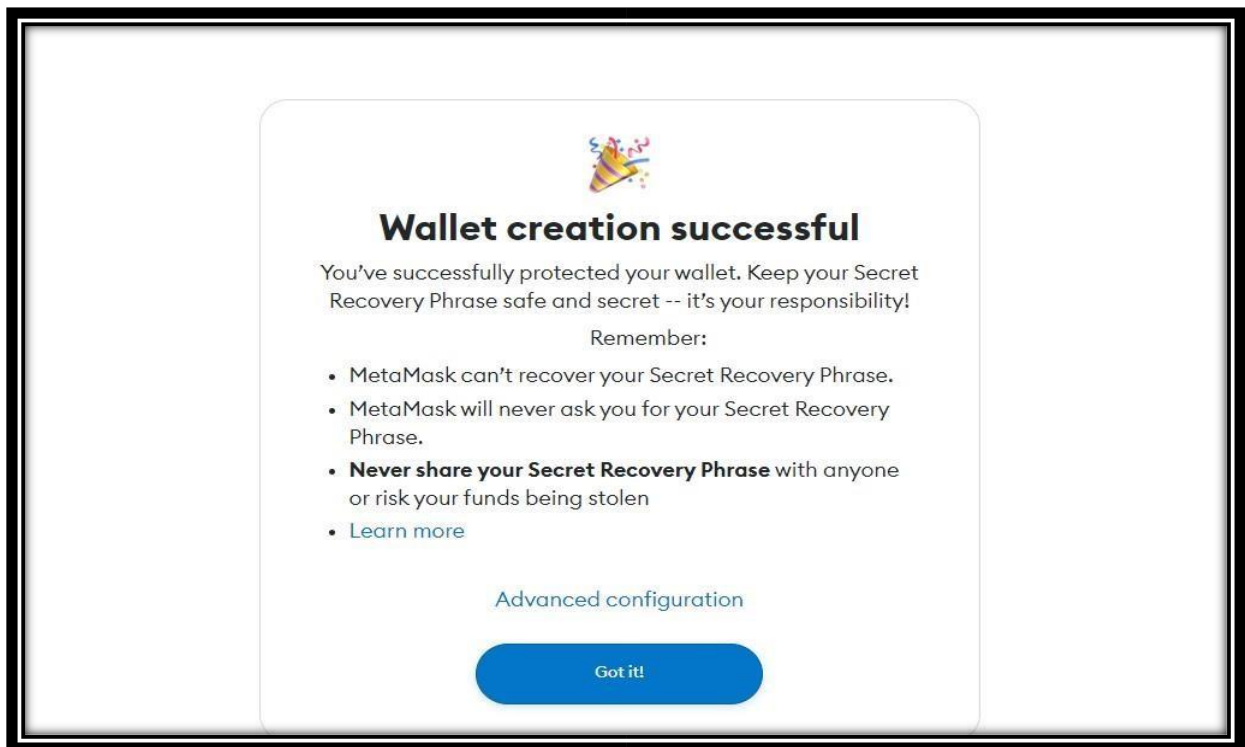 Wallet creation successful
You’ve successfully protected your wallet. Keep your Secret
Recovery Phrase safe and secret -- it’s your responsibility!
Remember:
• MetaMask can’t recover your Secret Recovery Phrase.
• MetaMask will never ask you for your Secret Recovery
Phrase.
• Never share your Secret Recovery Phrase with anyone
or risk your funds being stolen
• Learn more
Advanced configuration
Got it!